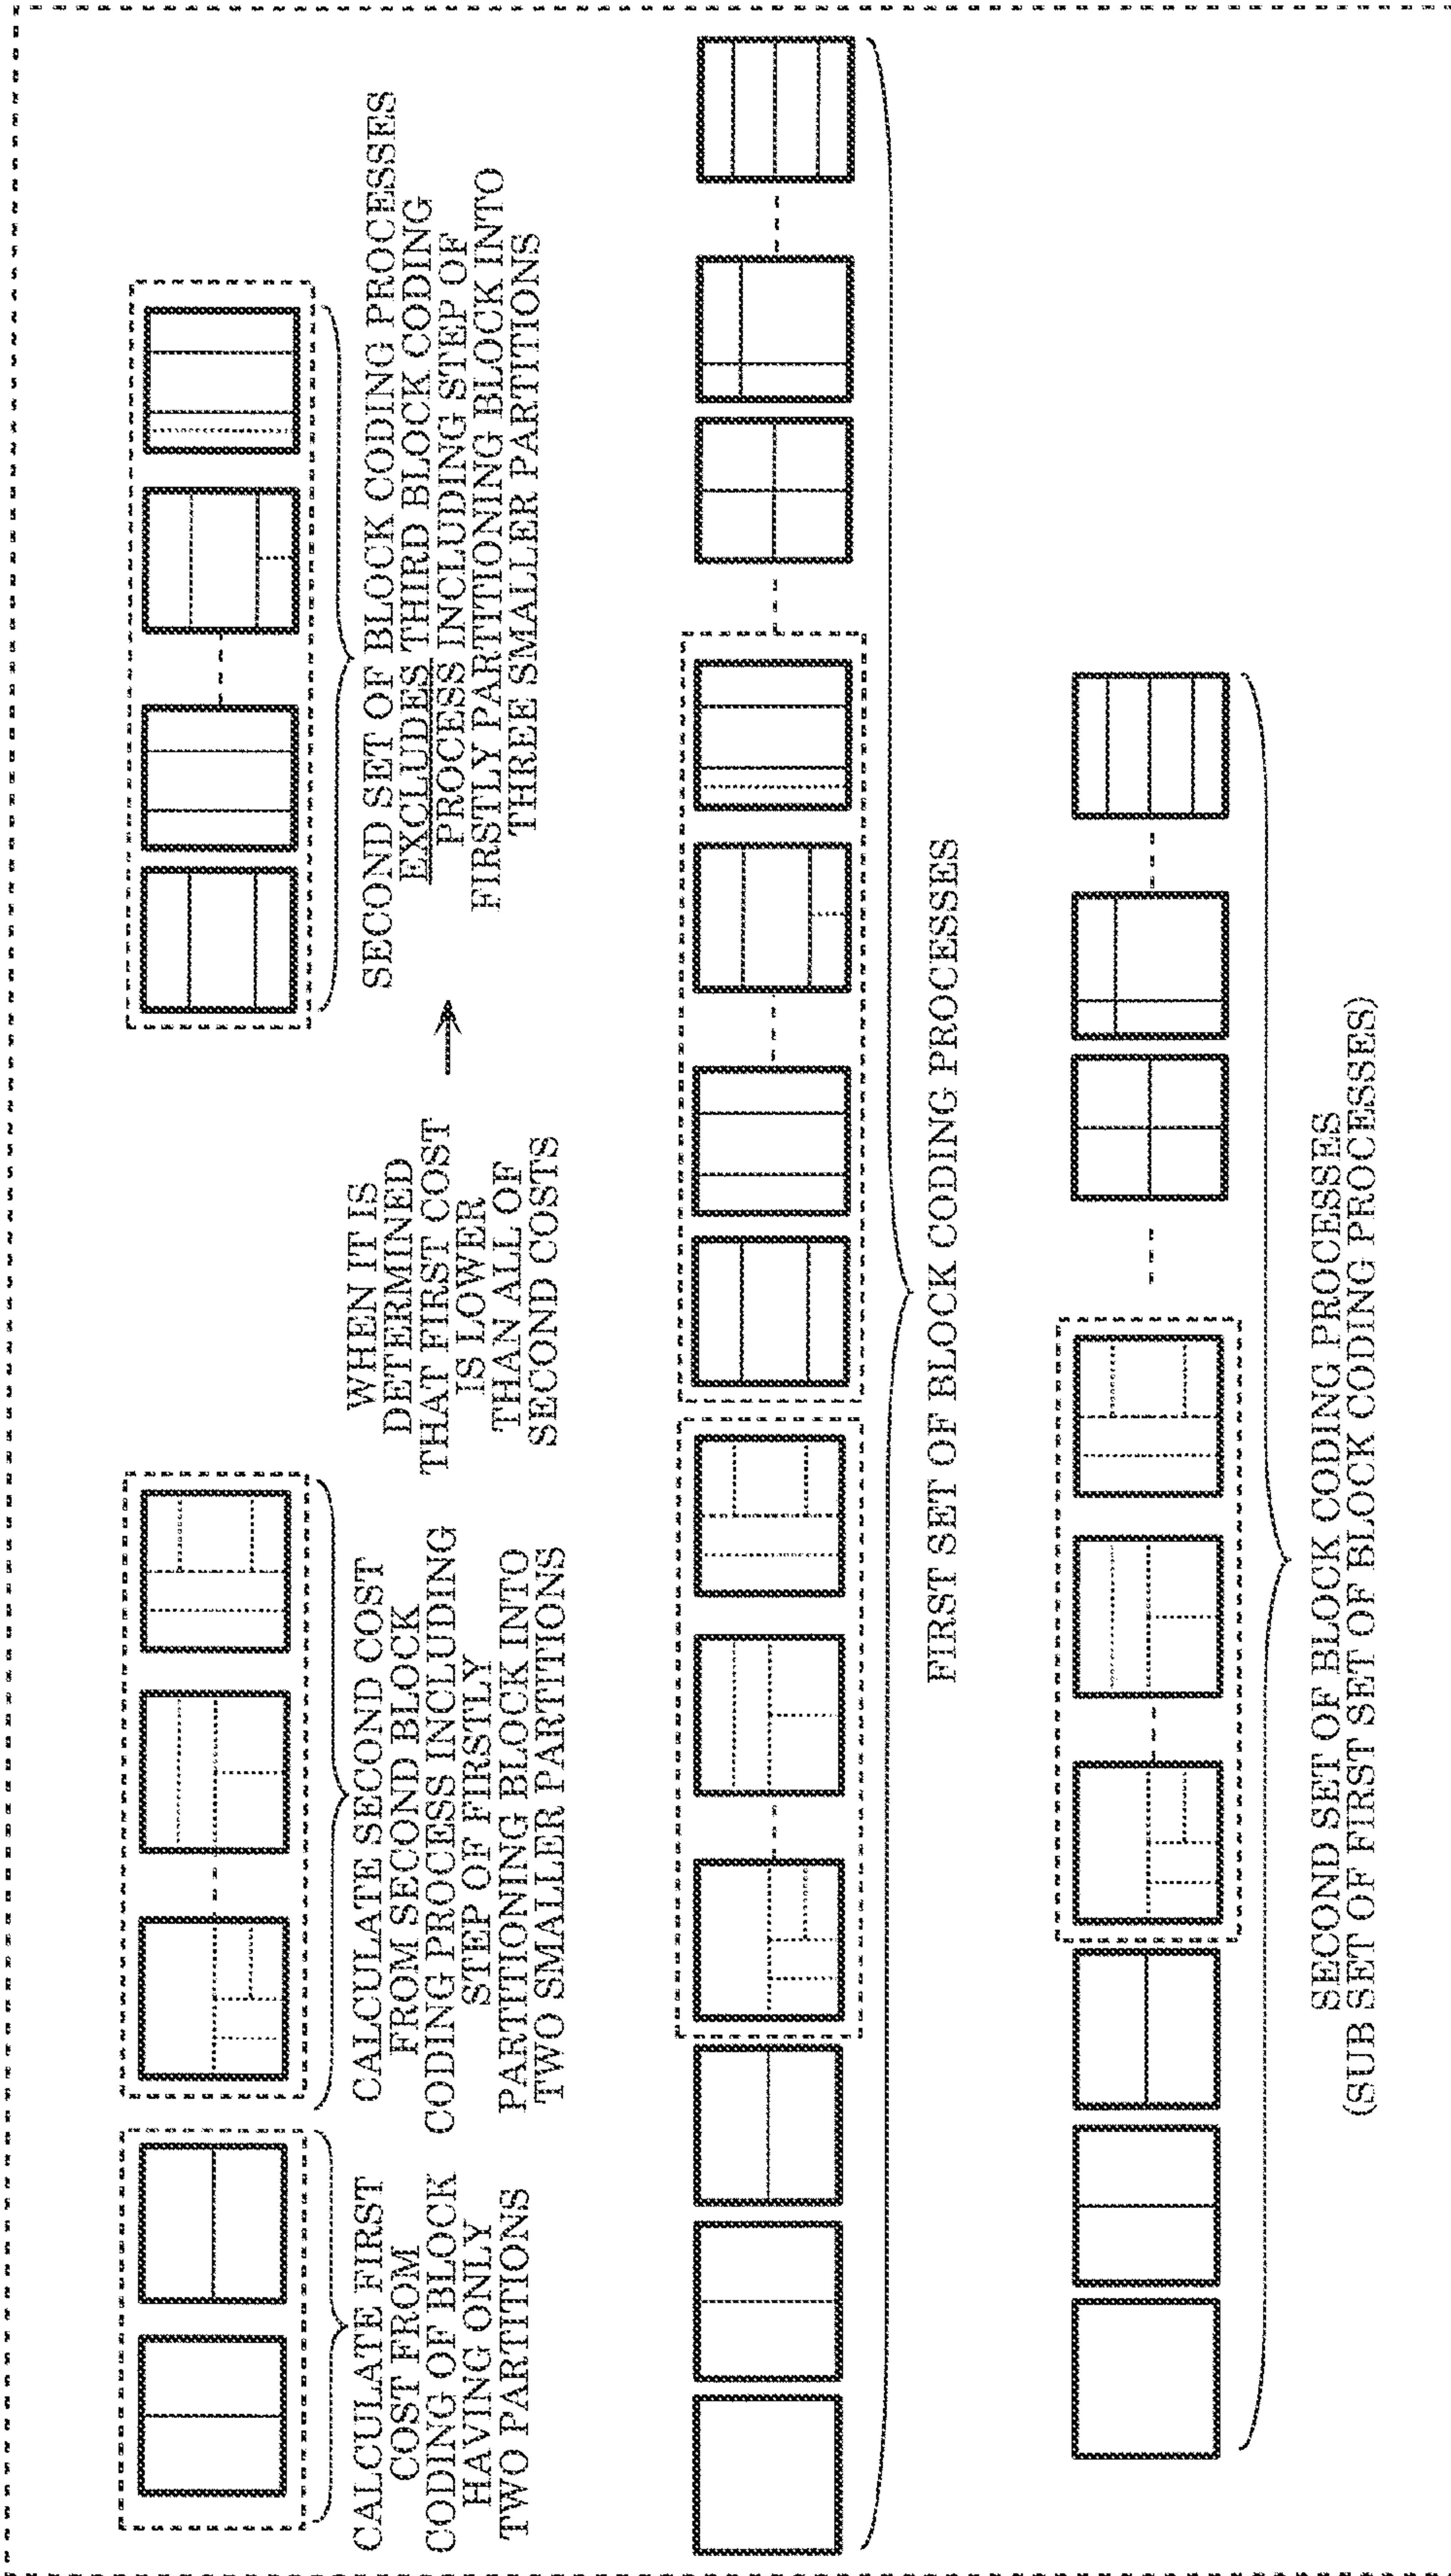 CALCULATE FIRST
COST FROM
CODING OF BLOCK
HAVING ONLY
TWO PARTITIONS
CALCULATE SECOND COST
FROM SECOND BLOCK
CODING PROCESS INCLUDING
STEP OF FIRSTLY
PARTITIONING BLOCK INTO
TWO SMALLER PARTITIONS
WHEN IT IS
DETERMINED
THAT FIRST COST
IS LOWER
THAN ALL OF
SECOND COSTS
SECOND SET OF BLOCK CODING PROCESSES
EXCLUDES THIRD BLOCK CODING
PROCESS INCLUDING STEP OF
FIRSTLY PARTITIONING BLOCK INTO
THREE SMALLER PARTITIONS
FIRST SET OF BLOCK CODING PROCESSES
SECOND SET OF BLOCK CODING PROCESSES
(SUB SET OF FIRST SET OF BLOCK CODING PROCESSES)